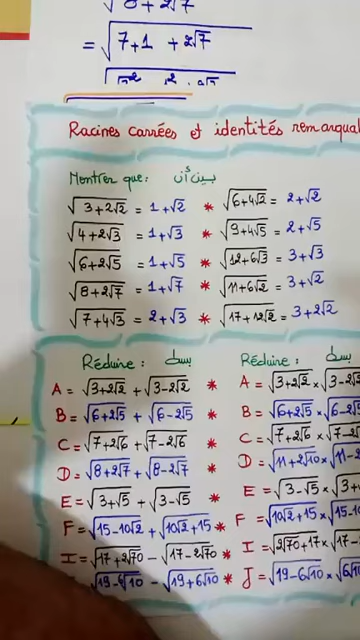 √8+2√7
= √7+1 +2√7
Racines carrées et identités remarqua
Montrer que: بين أن
√3+2√2 = 1+√2 * √6+4√2 = 2+√2
√4+2√3 = 1+√3 * √9+4√5 = 2+√5
√6+2√5 = 1+√5 * √12+6√3 = 3+√3
√8+2√7 = 1+√7 * √11+6√2 = 3+√2
√7+4√3 = 2+√3 * √17+12√2 = 3+2√2
Réduire: بسط
A = √3+2√2 + √3-2√2 *
B = √6+2√5 + √6-2√5 *
C = √7+2√6 + √7-2√6 *
D = √8+2√7 + √8-2√7 *
E = √3+√5 + √3-√5 *
F = √15-10√2 + √10√2+15 *
I = √17+2√70 - √17-2√70 *
√19-6√10 - √19+6√10 *
Réduire: بسط
A = √3+2√2 × √3-2√2
B = √6+2√5 × √6-2√
C = √7+2√6 × √7-2√
D = √11+2√10 × √11-2
E = √3-√5 × √3+
F = √10√2+15 × √15-10
I = √2√70+17 × √17-2
J = √19-6√10 × √6√10